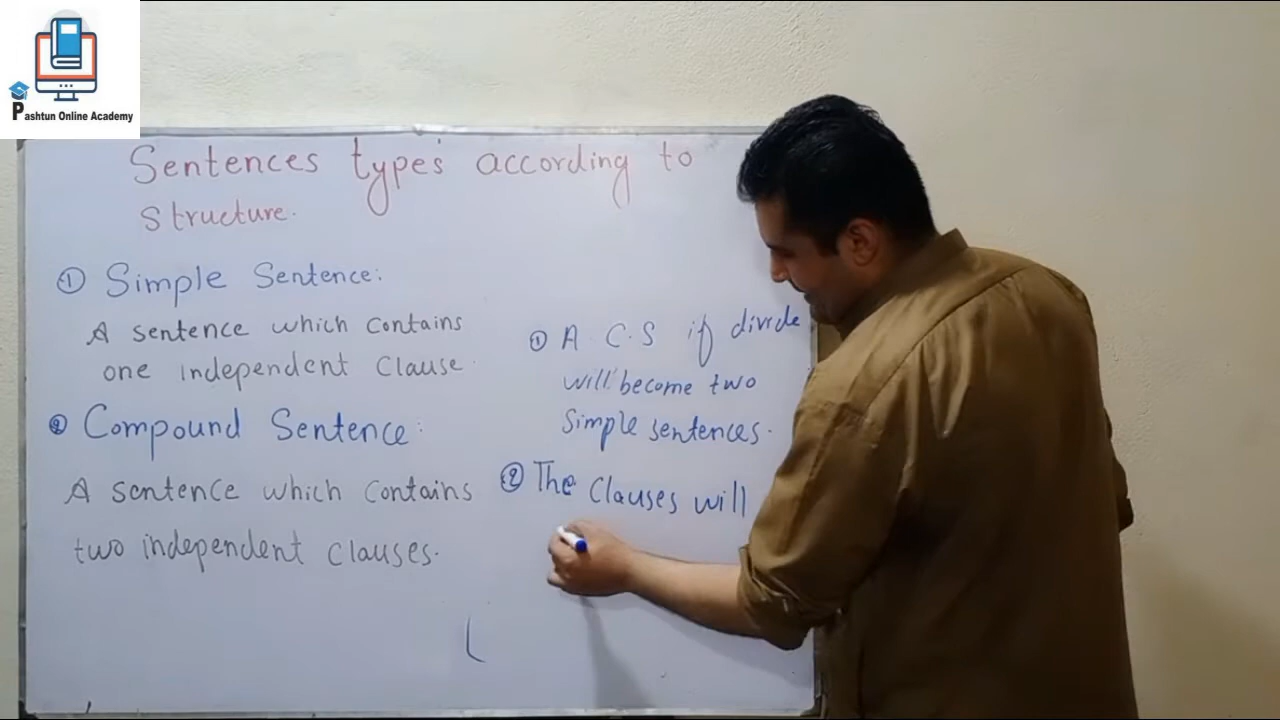 Pashtun Online Academy
Sentences types according to
structure.
① Simple Sentence:
A sentence which contains
one independent clause.
② Compound Sentence:
A sentence which contains
two independent clauses.
① A. C.S if divide
will become two
simple sentences.
② The clauses will